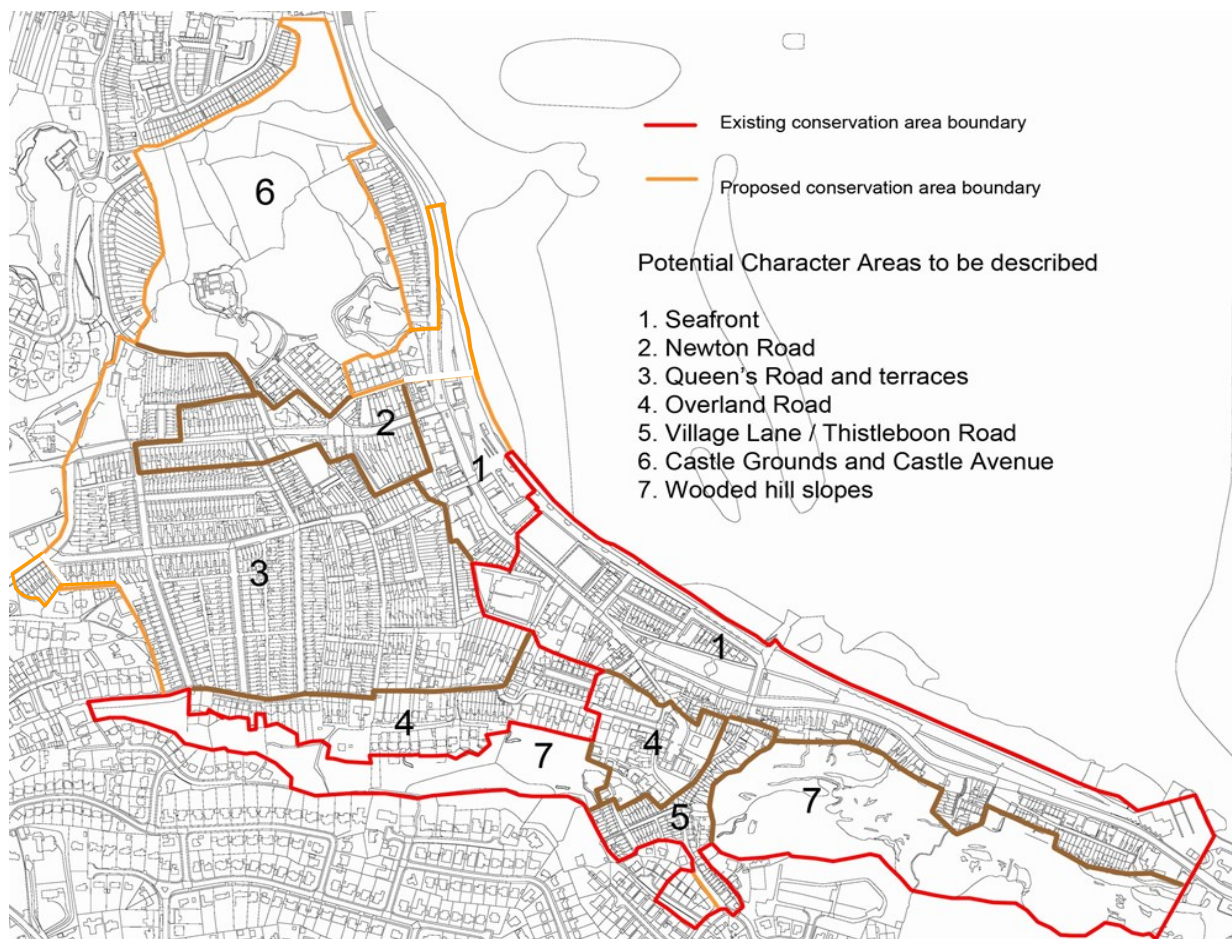 Existing conservation area boundary
Proposed conservation area boundary
Potential Character Areas to be described
1. Seafront
2. Newton Road
3. Queen's Road and terraces
4. Overland Road
5. Village Lane / Thistleboon Road
6. Castle Grounds and Castle Avenue
7. Wooded hill slopes
6
2
1
3
1
4
4
7
7
5